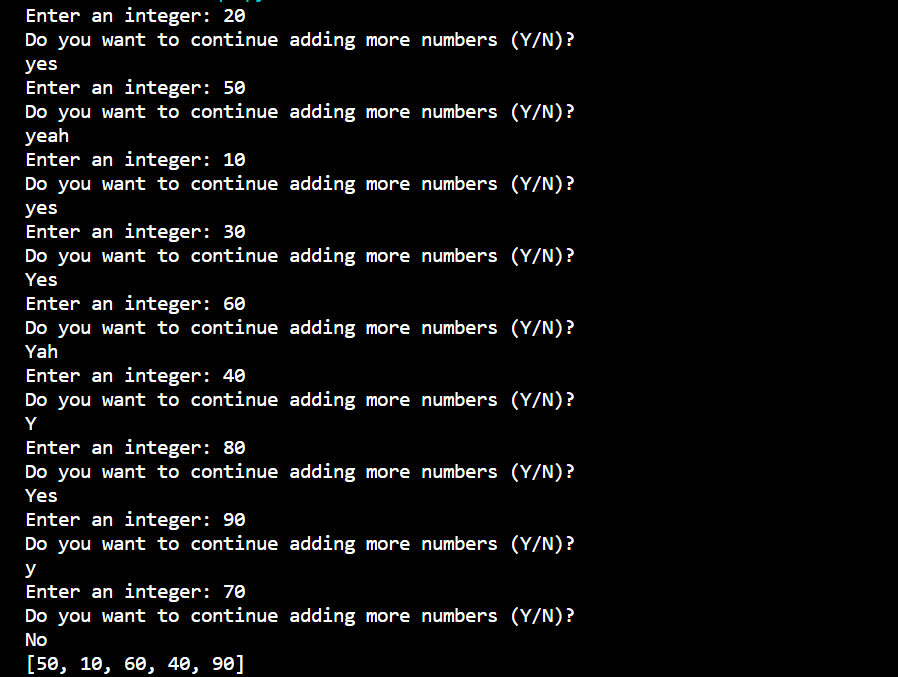 Enter an integer: 20
Do you want to continue adding more numbers (Y/N)?
yes
Enter an integer: 50
Do you want to continue adding more numbers (Y/N)?
yeah
Enter an integer: 10
Do you want to continue adding more numbers (Y/N)?
yes
Enter an integer: 30
Do you want to continue adding more numbers (Y/N)?
Yes
Enter an integer: 60
Do you want to continue adding more numbers (Y/N)?
Yah
Enter an integer: 40
Do you want to continue adding more numbers (Y/N)?
Y
Enter an integer: 80
Do you want to continue adding more numbers (Y/N)?
Yes
Enter an integer: 90
Do you want to continue adding more numbers (Y/N)?
y
Enter an integer: 70
Do you want to continue adding more numbers (Y/N)?
No
[50, 10, 60, 40, 90]